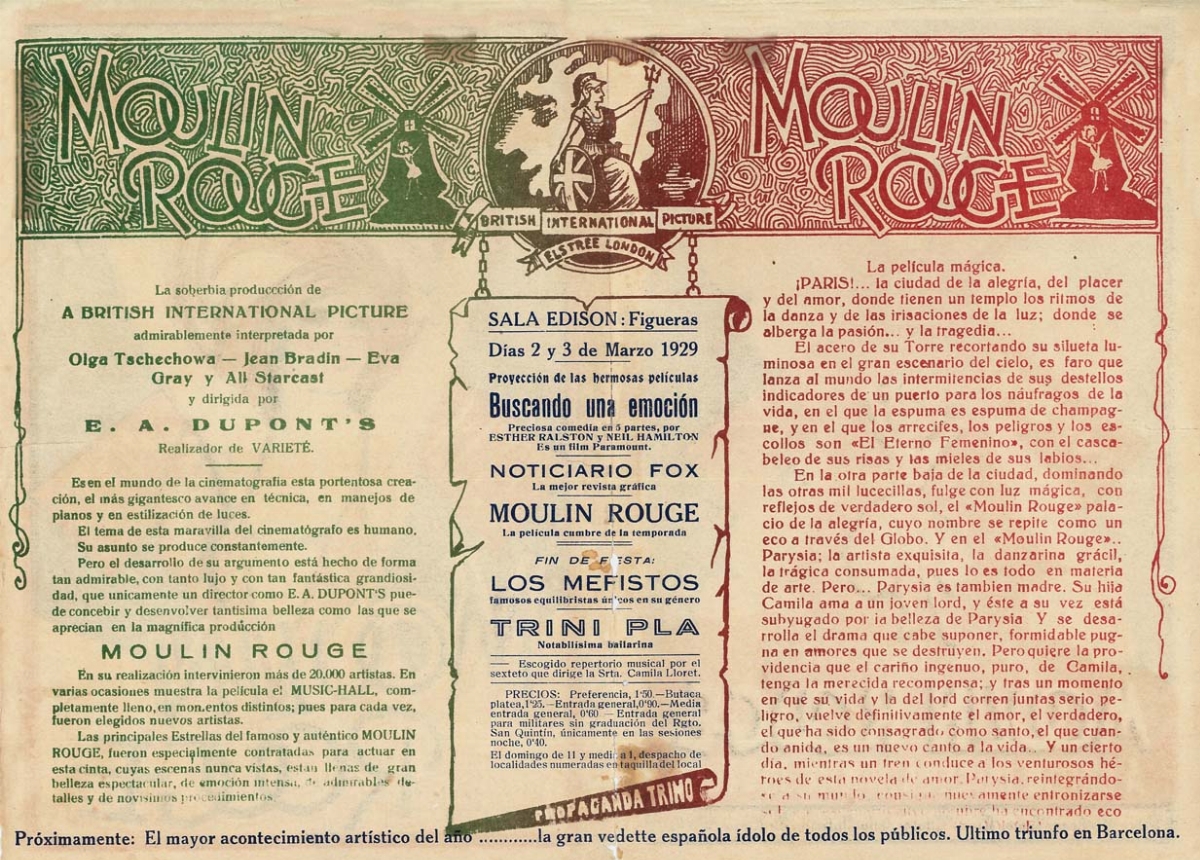 MOULIN ROUGE
BRITISH INTERNATIONAL PICTURE
ELSTREE LONDON
MOULIN ROUGE
La soberbia produccción de
A BRITISH INTERNATIONAL PICTURE
admirablemente interpretada por
Olga Tschechowa — Jean Bradin — Eva
Gray y All Starcast
y dirigida por
E. A. DUPONT'S
Realizador de VARIETÉ.
Es en el mundo de la cinematografia esta portentosa crea-
ción, el más gigantesco avance en técnica, en manejos de
planos y en estilización de luces.
El tema de esta maravilla del cinematógrafo es humano.
Su asunto se produce constantemente.
Pero el desarrollo de su argumento está hecho de forma
tan admirable, con tanto lujo y con tan fantástica grandiosi-
dad, que unicamente un director como E. A. DUPONT'S pue-
de concebir y desenvolver tantisima belleza como las que se
aprecian en la magnífica prodúcción
MOULIN ROUGE
En su realización intervinieron más de 20.000 artistas. En
varias ocasiones muestra la película el MUSIC-HALL, com-
pletamente lleno, en momentos distintos; pues para cada vez,
fueron elegidos nuevos artistas.
Las principales Estrellas del famoso y auténtico MOULIN
ROUGE, fueron especialmente contratadas para actuar en
esta cinta, cuyas escenas nunca vistas, estan llenas de gran
belleza espectacular, de emoción intensa, de admirables de-
talles y de novísimos procedimientos
SALA EDISON: Figueras
Días 2 y 3 de Marzo 1929
Proyección de las hermosas películas
Buscando una emoción
Preciosa comedia en 5 partes, por
ESTHER RALSTON y NEIL HAMILTON
Es un film Paramount.
NOTICIARIO FOX
La mejor revista gráfica
MOULIN ROUGE
La película cumbre de la temporada
FIN DE FIESTA:
LOS MEFISTOS
famosos equilibristas únicos en su género
TRINI PLA
Notabilísima bailarina
— Escogido repertorio musical por el
sexteto que dirige la Srta. Camila Lloret.
PRECIOS: Preferencia, 1'50.—Butaca
platea, 1'25. —Entrada general, 0'90.—Media
entrada general, 0'60 — Entrada general
para militares sin graduación del Rgto.
San Quintín, únicamente en las sesiones
noche, 0'40.
El domingo de 11 y media a 1, despacho de
localidades numeradas en taquilla del local
PROPAGANDA TRIMO
La película mágica.
¡PARIS!... la ciudad de la alegría, del placer
y del amor, donde tienen un templo los ritmos de
la danza y de las irisaciones de la luz; donde se
alberga la pasión... y la tragedia...
El acero de su Torre recortando su silueta lu-
minosa en el gran escenario del cielo, es faro que
lanza al mundo las intermitencias de sus destellos
indicadores de un puerto para los náufragos de la
vida, en el que la espuma es espuma de champag-
ne, y en el que los arrecifes, los peligros y los es-
collos son «El Eterno Femenino», con el casca-
beleo de sus risas y las mieles de sus labios...
En la otra parte baja de la ciudad, dominando
las otras mil lucecillas, fulge con luz mágica, con
reflejos de verdadero sol, el «Moulin Rouge» pala-
cio de la alegría, cuyo nombre se repite como un
eco a través del Globo. Y en el «Moulin Rouge»..
Parysia; la artista exquisita, la danzarina grácil,
la trágica consumada, pues lo es todo en materia
de arte. Pero... Parysia es tambien madre. Su hija
Camila ama a un joven lord, y éste a su vez está
subyugado por la belleza de Parysia Y se desa-
rrolla el drama que cabe suponer, formidable pug-
na en amores que se destruyen. Pero quiere la pro-
videncia que el cariño ingenuo, puro, de Camila,
tenga la merecida recompensa; y tras un momento
en que su vida y la del lord corren juntas serio pe-
ligro, vuelve definitivamente el amor, el verdadero,
el que ha sido consagrado como santo, el que cuan-
do anida, es un nuevo canto a la vida.. Y un cierto
día, mientras un tren conduce a los venturosos hé-
roes de esta novela de amor, Parysia, reintegrándo-
se a su mundo, consigue nuevamente entronizarse
ha encontrado eco
Próximamente: El mayor acontecimiento artístico del año ............la gran vedette española ídolo de todos los públicos. Ultimo triunfo en Barcelona.